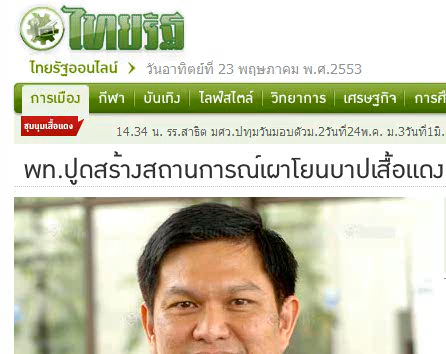 ไทยรัฐ
ไทยรัฐออนไลน์ > วันอาทิตย์ที่ 23 พฤษภาคม พ.ศ.2553
การเมือง กีฬา บันเทิง ไลฟ์สไตล์ วิทยาการ เศรษฐกิจ การศึ
ชุมนุมเสื้อแดง 14.34 น. รร.สาธิต มศว.ปทุมวันมอบตัวม.2วันที่24พ.ค. ม.3วันที่1มิ.
พท.ปูดสร้างสถานการณ์เผาโยนบาปเสื้อแดง